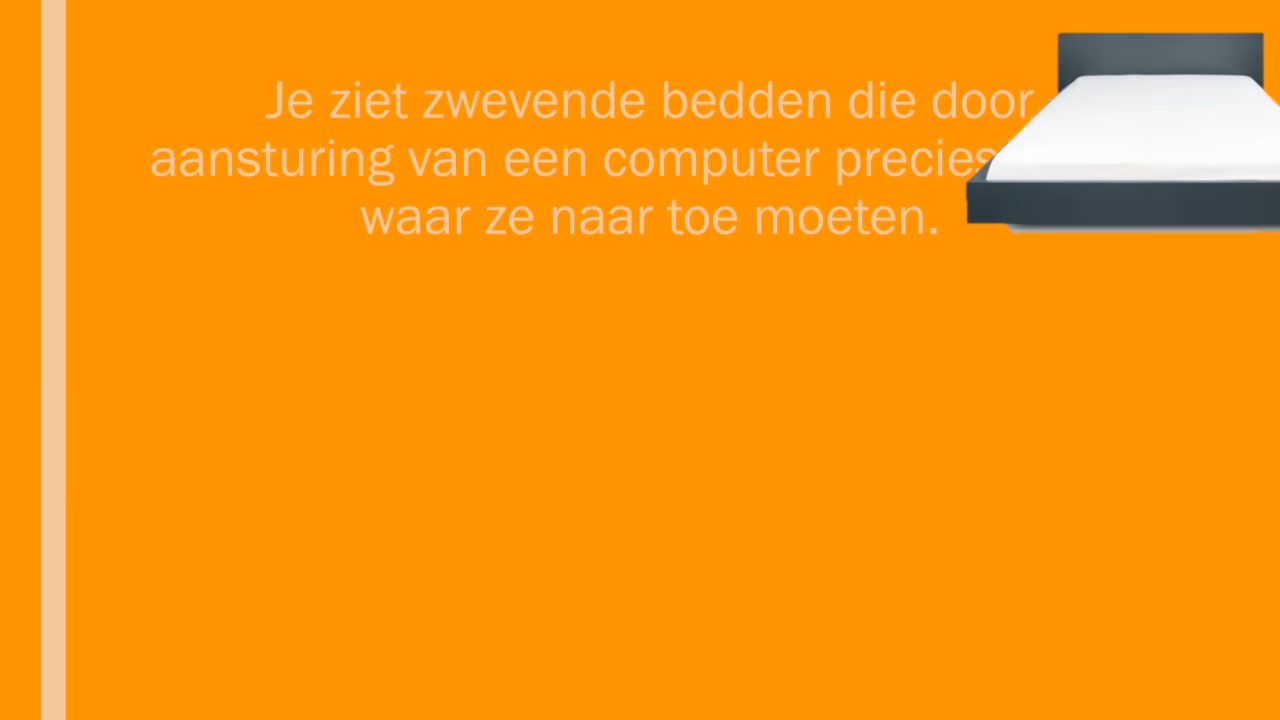 Je ziet zwevende bedden die door
aansturing van een computer precies
waar ze naar toe moeten.